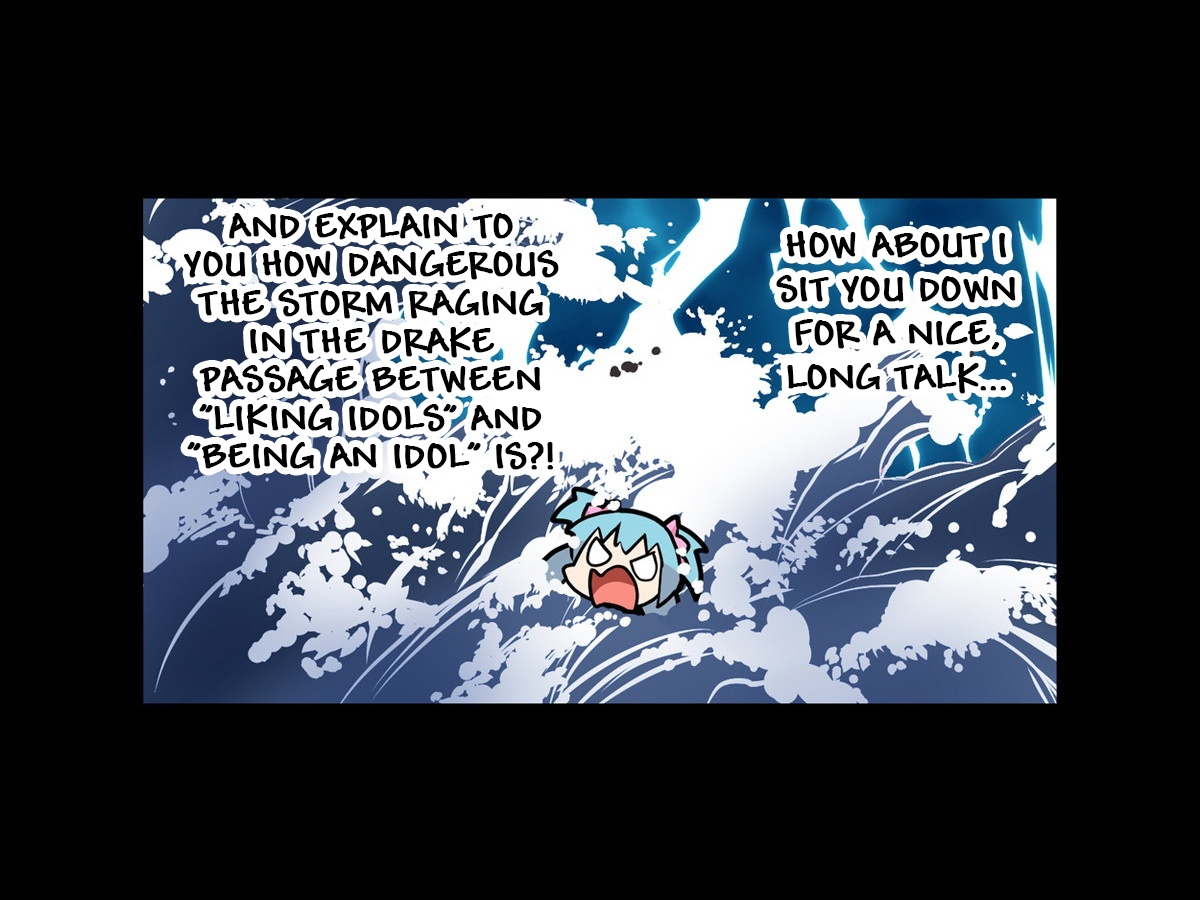 HOW ABOUT I
SIT YOU DOWN
FOR A NICE,
LONG TALK...
AND EXPLAIN TO
YOU HOW DANGEROUS
THE STORM RAGING
IN THE DRAKE
PASSAGE BETWEEN
"LIKING IDOLS" AND
"BEING AN IDOL" IS?!